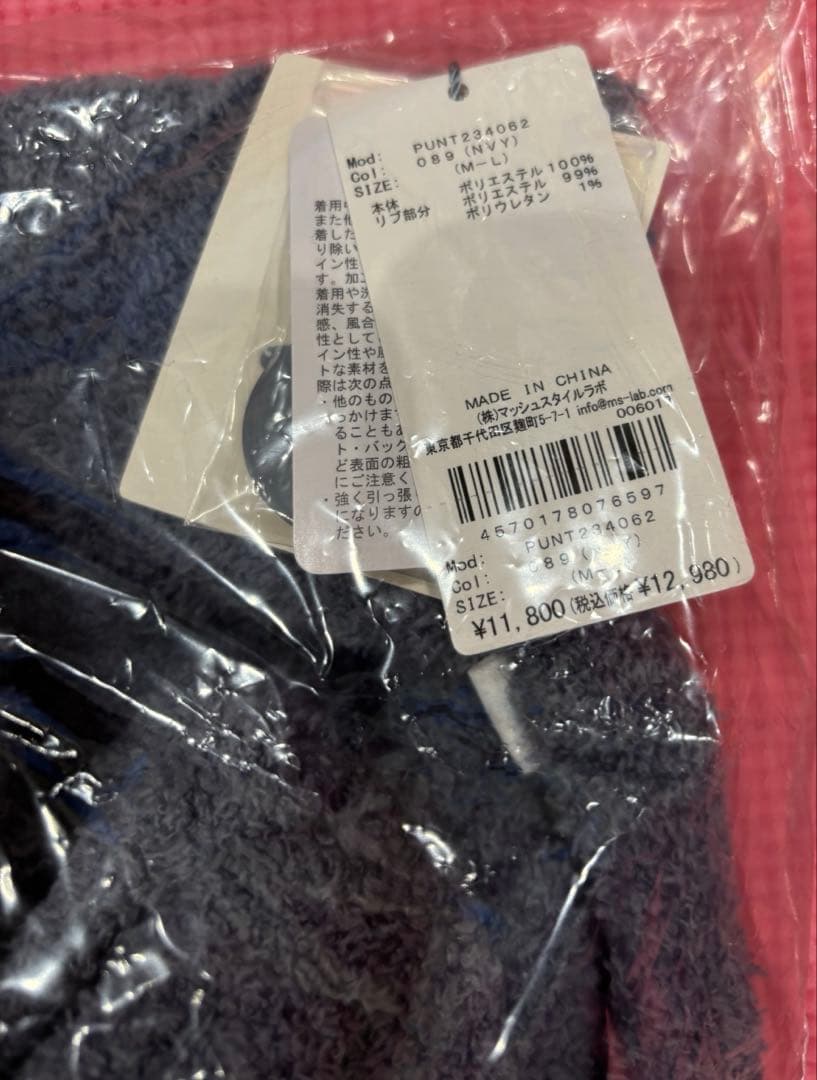 Mod: PUNT234062
Col: 089 (NVY)
SIZE: (M-L)
本体 ポリエステル 100%
リブ部分 ポリエステル 99%
ポリウレタン 1%
MADE IN CHINA
(株)マッシュスタイルラボ
東京都千代田区麹町5-7-1 info@ms-lab.com
4570178076597
Mod: PUNT234062
Col: 089 (NVY)
SIZE: (M-L)
¥11,800(税込価格 ¥12,980)
着用
また他
着した
り除い
イン性
す。加工
着用や洗
消失する
感、風合
性として
イン性や
トな素材を
際は次の点
・他のもの
っかけます
ることもあ
ト・バック
ど表面の粗
にご注意く
・強く引っ張
になりますの
ださい。